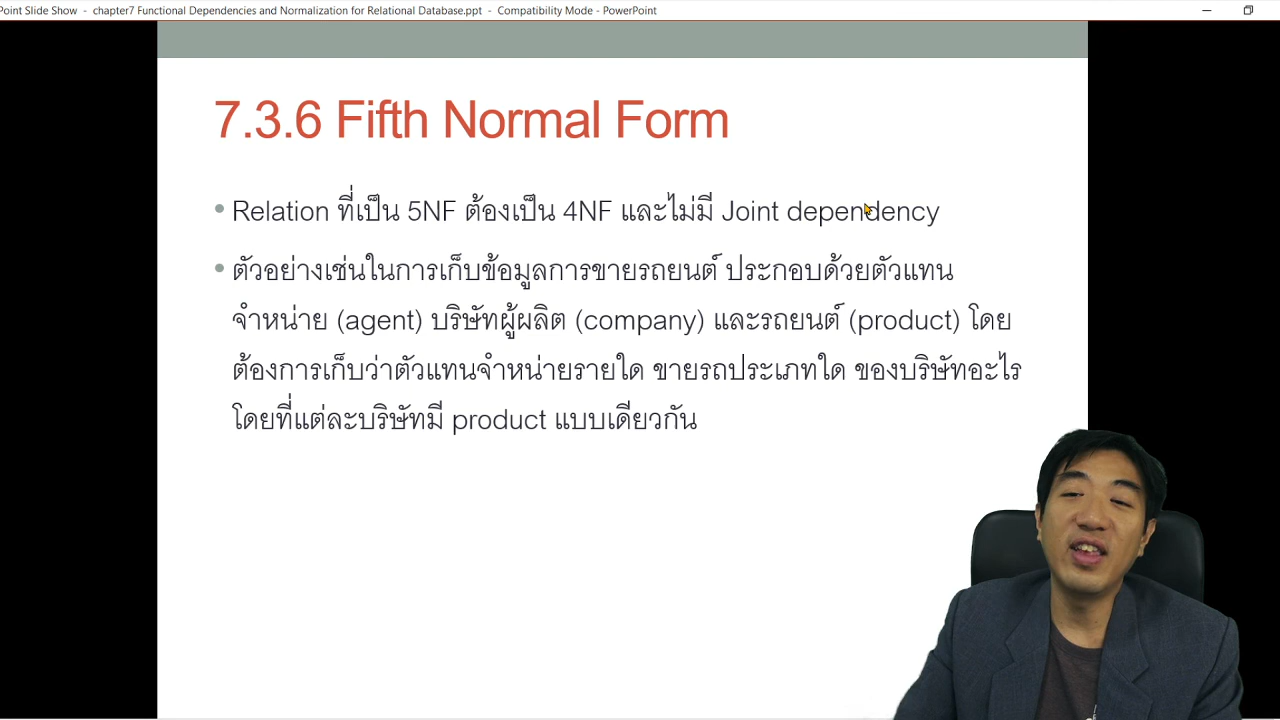 Point Slide Show - chapter7 Functional Dependencies and Normalization for Relational Database.ppt - Compatibility Mode - PowerPoint
7.3.6 Fifth Normal Form
• Relation ที่เป็น 5NF ต้องเป็น 4NF และไม่มี Joint dependency
• ตัวอย่างเช่นในการเก็บข้อมูลการขายรถยนต์ ประกอบด้วยตัวแทน
จำหน่าย (agent) บริษัทผู้ผลิต (company) และรถยนต์ (product) โดย
ต้องการเก็บว่าตัวแทนจำหน่ายรายใด ขายรถประเภทใด ของบริษัทอะไร
โดยที่แต่ละบริษัทมี product แบบเดียวกัน